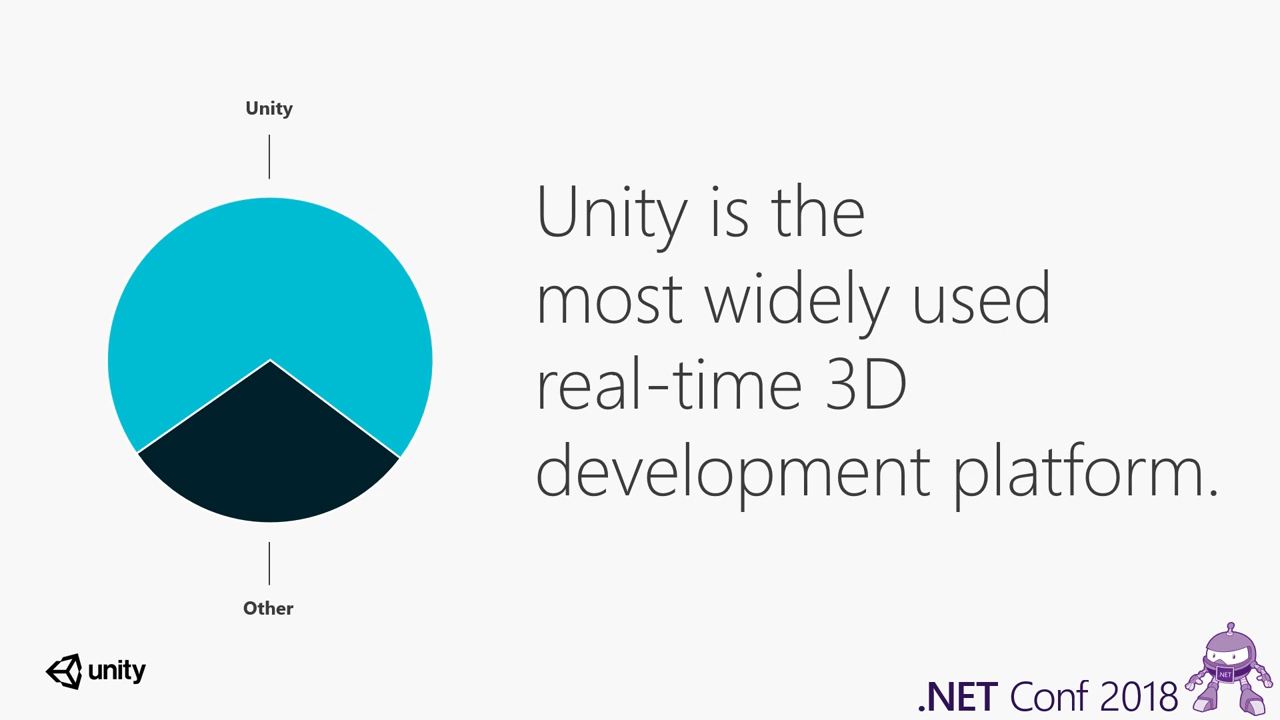 Unity
Unity is the
most widely used
real-time 3D
development platform.
Other
unity
.NET Conf 2018
.NET